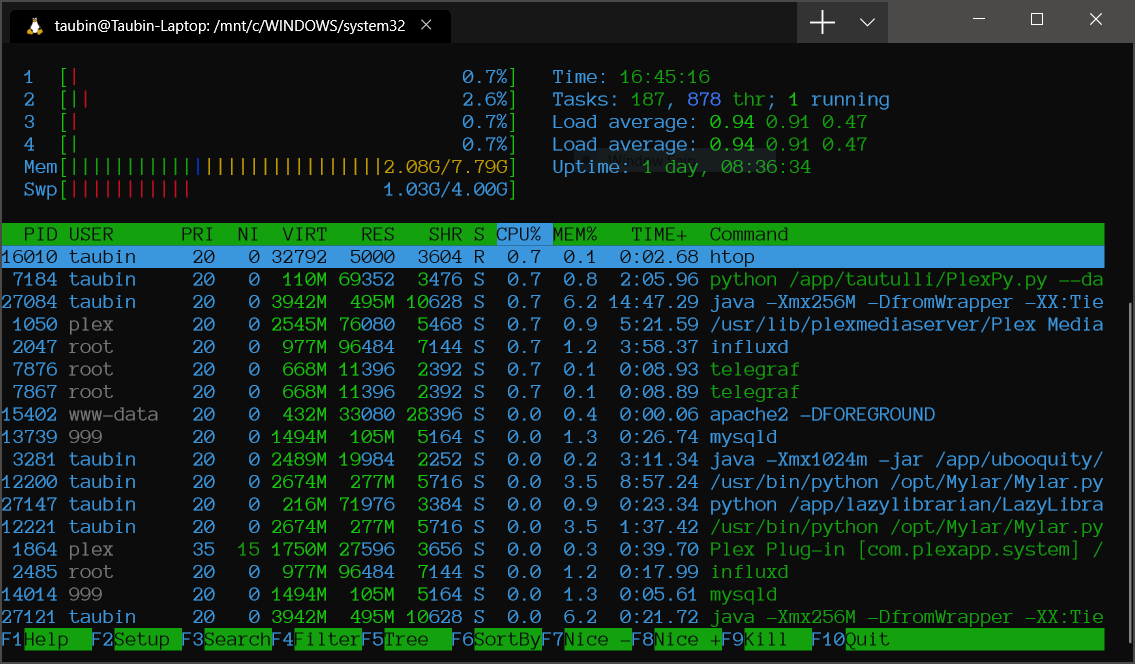 taubin@Taubin-Laptop: /mnt/c/WINDOWS/system32
1 [| 0.7%] Time: 16:45:16
2 [|| 2.6%] Tasks: 187, 878 thr; 1 running
3 [| 0.7%] Load average: 0.94 0.91 0.47
4 [| 0.7%] Load average: 0.94 0.91 0.47
Mem[||||||||||||||||||||||||||||2.08G/7.79G] Uptime: 1 day, 08:36:34
Swp[||||||||||| 1.03G/4.00G]
PID USER PRI NI VIRT RES SHR S CPU% MEM% TIME+ Command
16010 taubin 20 0 32792 5000 3604 R 0.7 0.1 0:02.68 htop
7184 taubin 20 0 110M 69352 3476 S 0.7 0.8 2:05.96 python /app/tautulli/PlexPy.py --da
27084 taubin 20 0 3942M 495M 10628 S 0.7 6.2 14:47.29 java -Xmx256M -DfromWrapper -XX:Tie
1050 plex 20 0 2545M 76080 5468 S 0.7 0.9 5:21.59 /usr/lib/plexmediaserver/Plex Media
2047 root 20 0 977M 96484 7144 S 0.7 1.2 3:58.37 influxd
7876 root 20 0 668M 11396 2392 S 0.7 0.1 0:08.93 telegraf
7867 root 20 0 668M 11396 2392 S 0.7 0.1 0:08.89 telegraf
15402 www-data 20 0 432M 33080 28396 S 0.0 0.4 0:00.06 apache2 -DFOREGROUND
13739 999 20 0 1494M 105M 5164 S 0.0 1.3 0:26.74 mysqld
3281 taubin 20 0 2489M 19984 2252 S 0.0 0.2 3:11.34 java -Xmx1024m -jar /app/ubooquity/
12200 taubin 20 0 2674M 277M 5716 S 0.0 3.5 8:57.24 /usr/bin/python /opt/Mylar/Mylar.py
27147 taubin 20 0 216M 71976 3384 S 0.0 0.9 0:23.34 python /app/lazylibrarian/LazyLibra
12221 taubin 20 0 2674M 277M 5716 S 0.0 3.5 1:37.42 /usr/bin/python /opt/Mylar/Mylar.py
1864 plex 35 15 1750M 27596 3656 S 0.0 0.3 0:39.70 Plex Plug-in [com.plexapp.system] /
2485 root 20 0 977M 96484 7144 S 0.0 1.2 0:17.99 influxd
14014 999 20 0 1494M 105M 5164 S 0.0 1.3 0:05.61 mysqld
27121 taubin 20 0 3942M 495M 10628 S 0.0 6.2 0:21.72 java -Xmx256M -DfromWrapper -XX:Tie
F1Help F2Setup F3SearchF4FilterF5Tree F6SortByF7Nice -F8Nice +F9Kill F10Quit